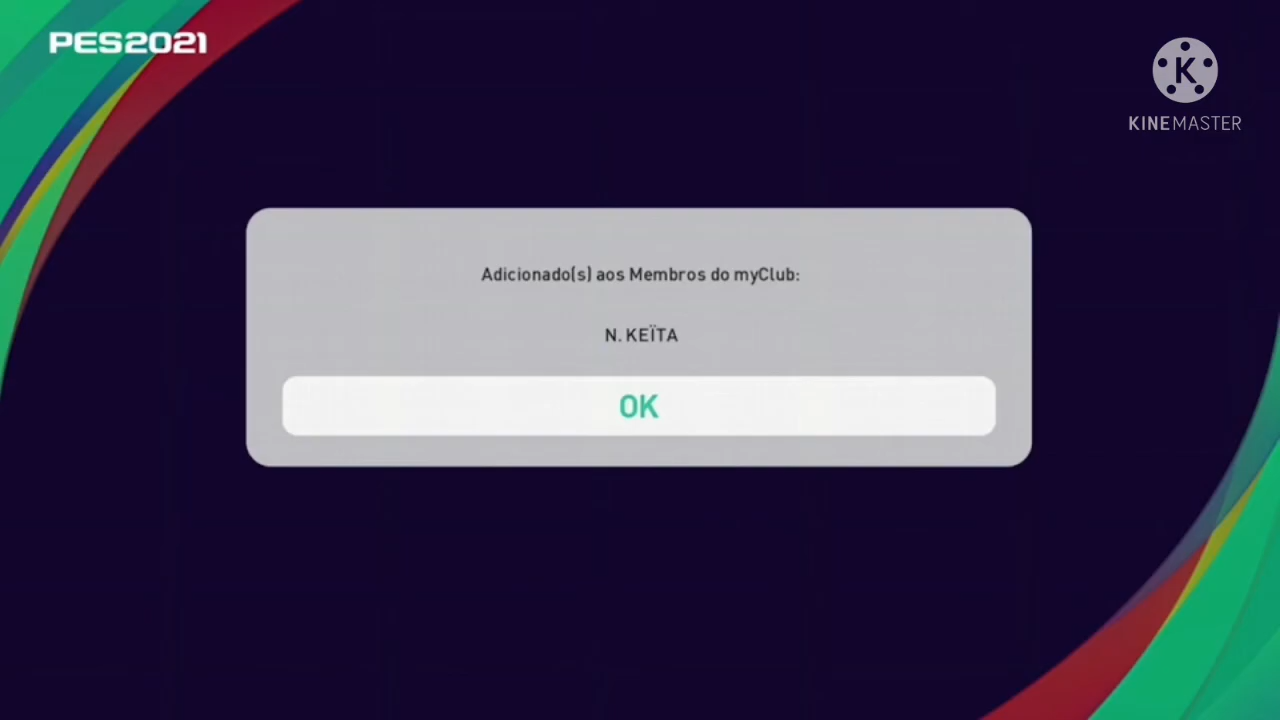 PES2021
K
KINEMASTER
Adicionado(s) aos Membros do myClub:
N. KEÏTA
OK